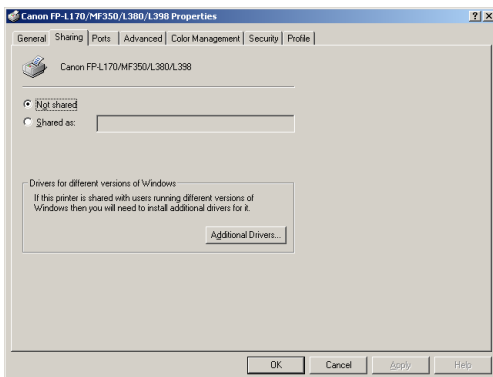 Canon FP-L170/MF350/L380/L398 Properties
General Sharing Ports Advanced Color Management Security Profile
Canon FP-L170/MF350/L380/L398
Not shared
Shared as:
Drivers for different versions of Windows
If this printer is shared with users running different versions of
Windows then you will need to install additional drivers for it.
Additional Drivers...
OK Cancel Apply Help